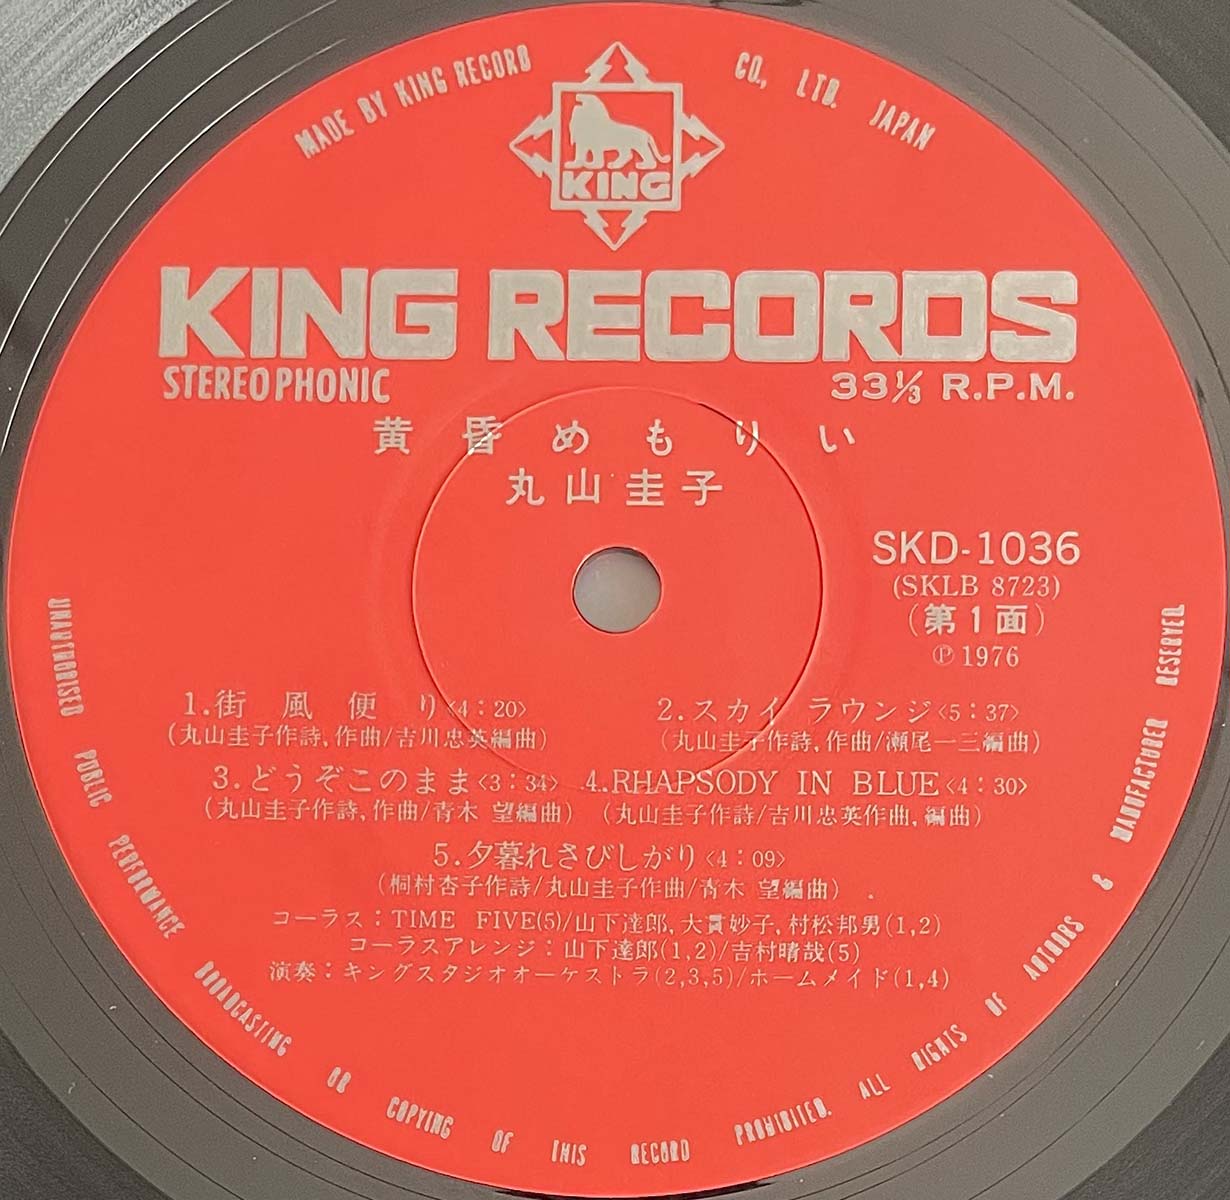 MADE BY KING RECORD CO., LTD. JAPAN
KING
KING RECORDS
STEREOPHONIC
33⅓ R.P.M.
黄昏めもりい
丸山圭子
SKD-1036
(SKLB 8723)
(第1面)
Ⓟ 1976
1.街風便り<4:20>
(丸山圭子作詩,作曲/吉川忠英編曲)
2.スカイ ラウンジ<5:37>
(丸山圭子作詩,作曲/瀬尾一三編曲)
3.どうぞこのまま<3:34>
(丸山圭子作詩,作曲/青木 望編曲)
4.RHAPSODY IN BLUE<4:30>
(丸山圭子作詩/吉川忠英作曲,編曲)
5.夕暮れさびしがり<4:09>
(桐村杏子作詩/丸山圭子作曲/青木 望編曲)
コーラス:TIME FIVE(5)/山下達郎,大貫妙子,村松邦男(1,2)
コーラスアレンジ:山下達郎(1,2)/吉村晴哉(5)
演奏:キングスタジオオーケストラ(2,3,5)/ホームメイド(1,4)
UNAUTHORISED PUBLIC PERFORMANCE BROADCASTING OR COPYING OF THIS RECORD PROHIBITED. ALL RIGHTS OF AUTHORS & MANUFACTURER RESERVED